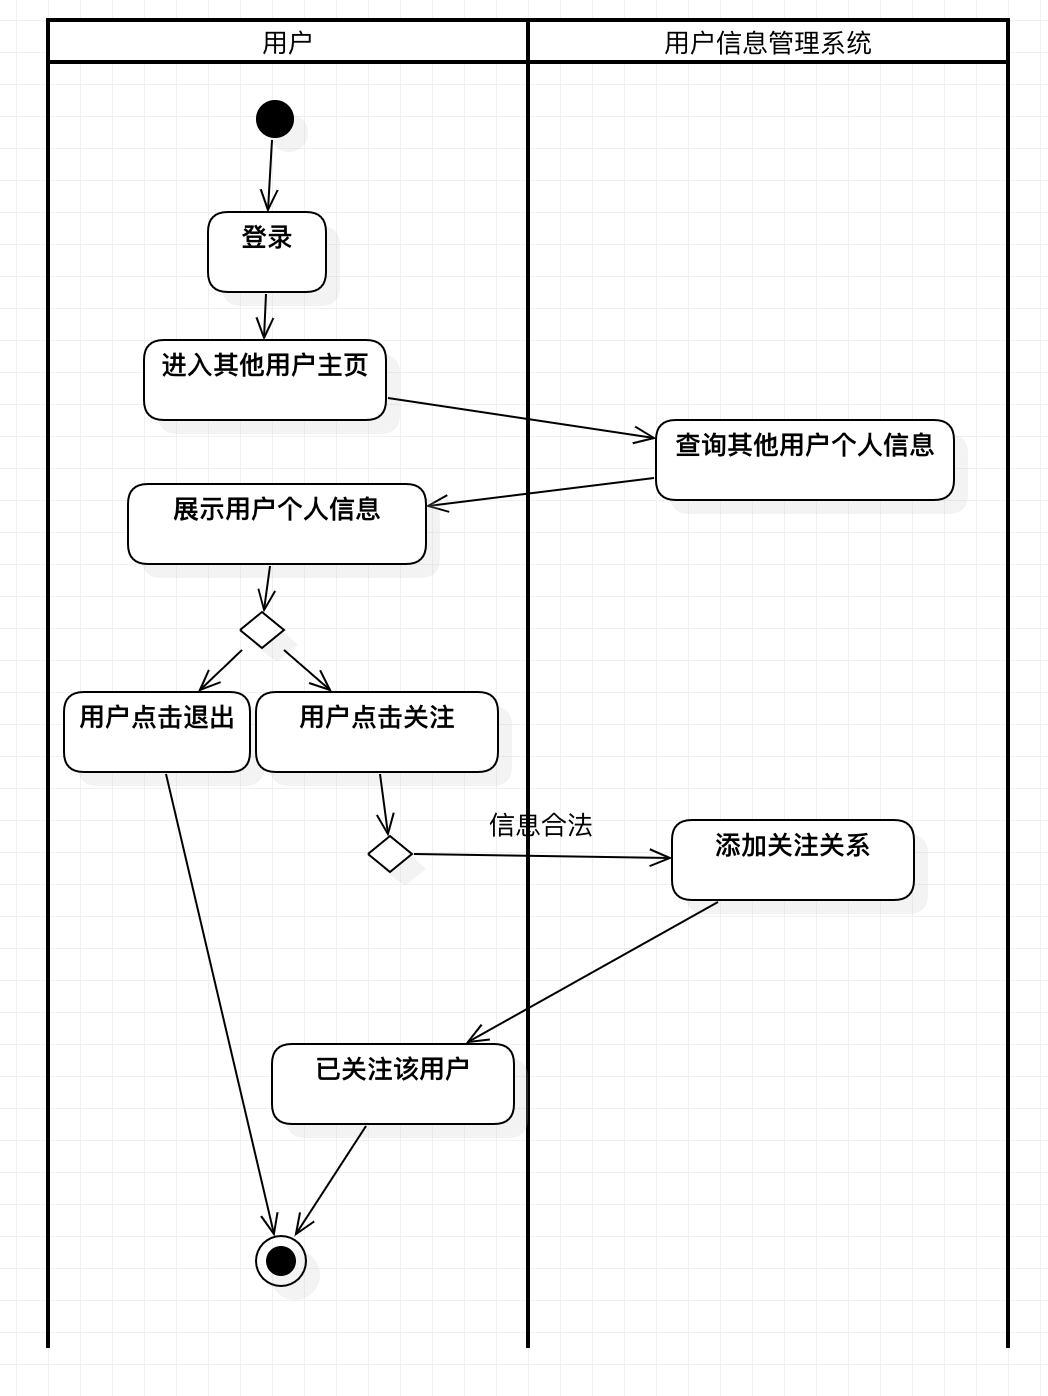 用户
用户信息管理系统
登录
进入其他用户主页
查询其他用户个人信息
展示用户个人信息
用户点击退出
用户点击关注
信息合法
添加关注关系
已关注该用户